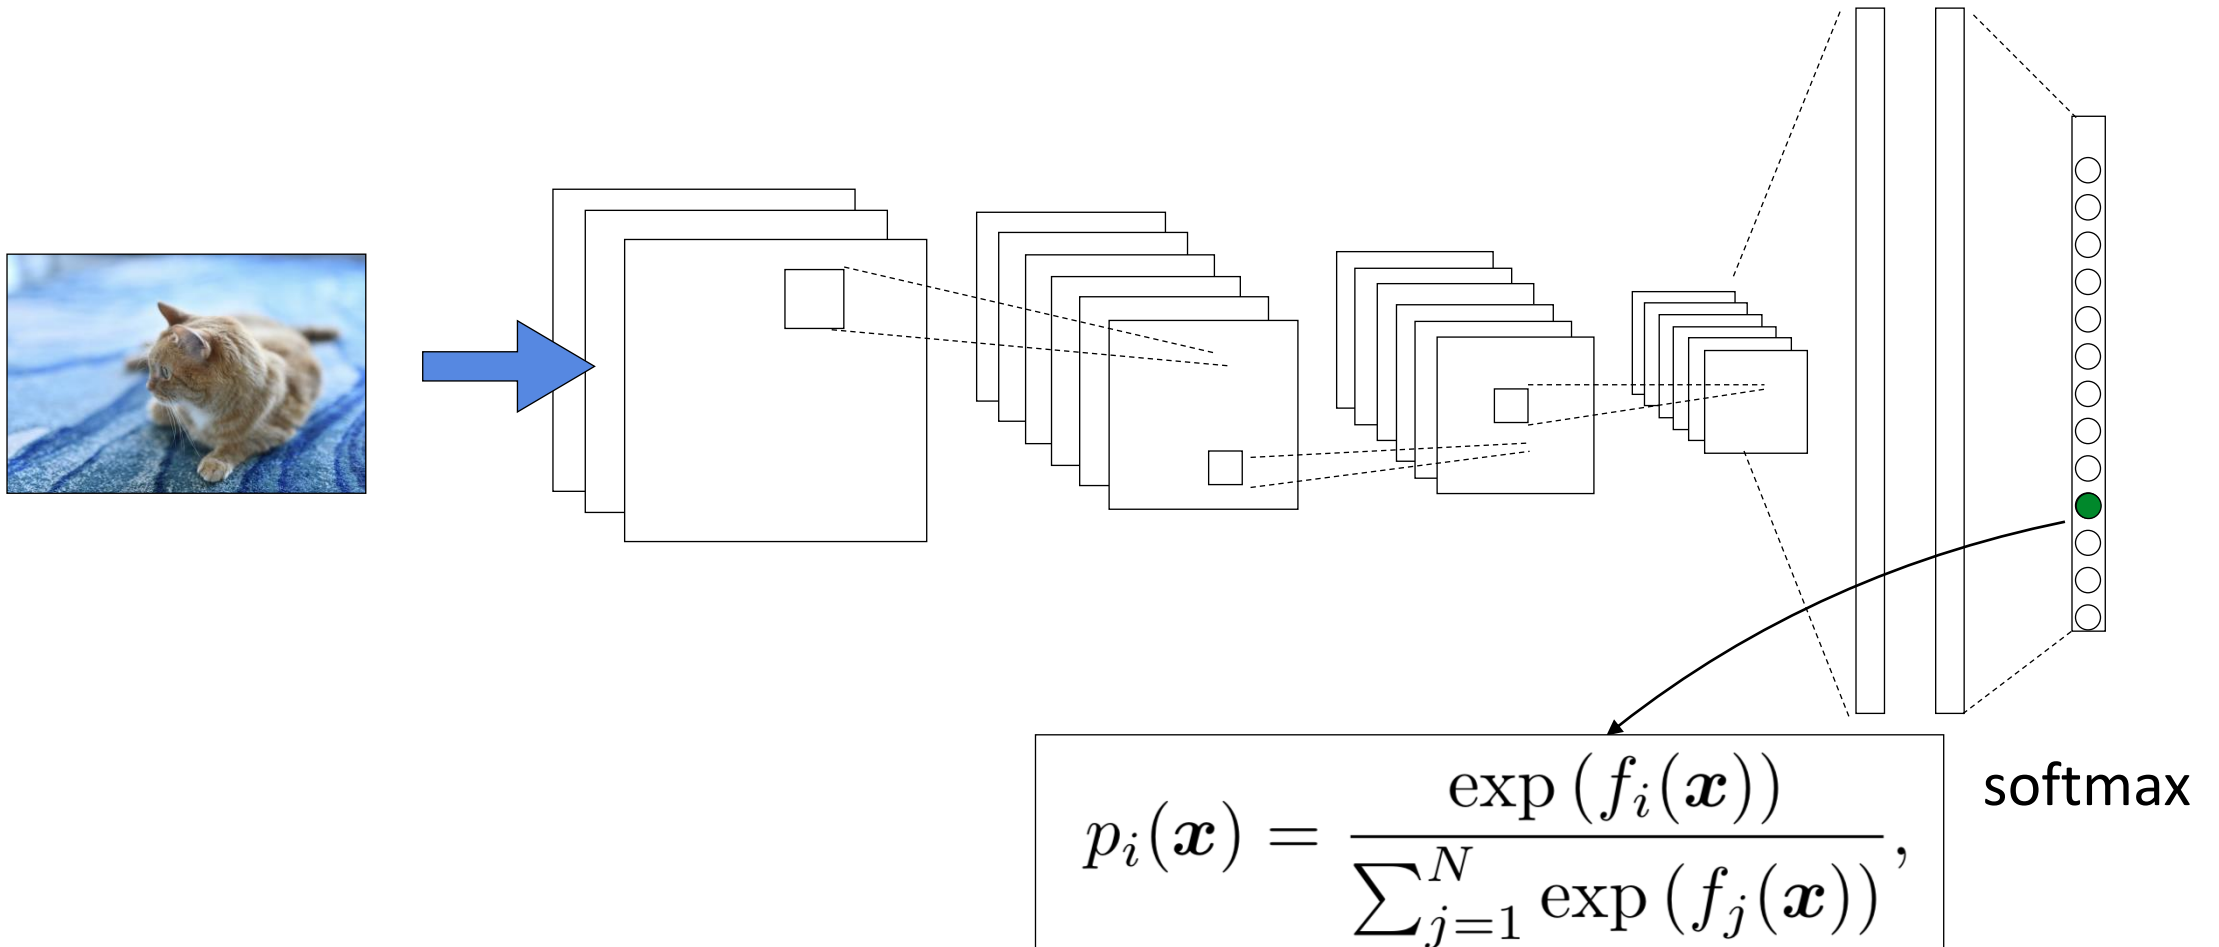 p_i(x) = exp (f_i(x)) / ∑_{j=1}^{N} exp (f_j(x)) ,
softmax